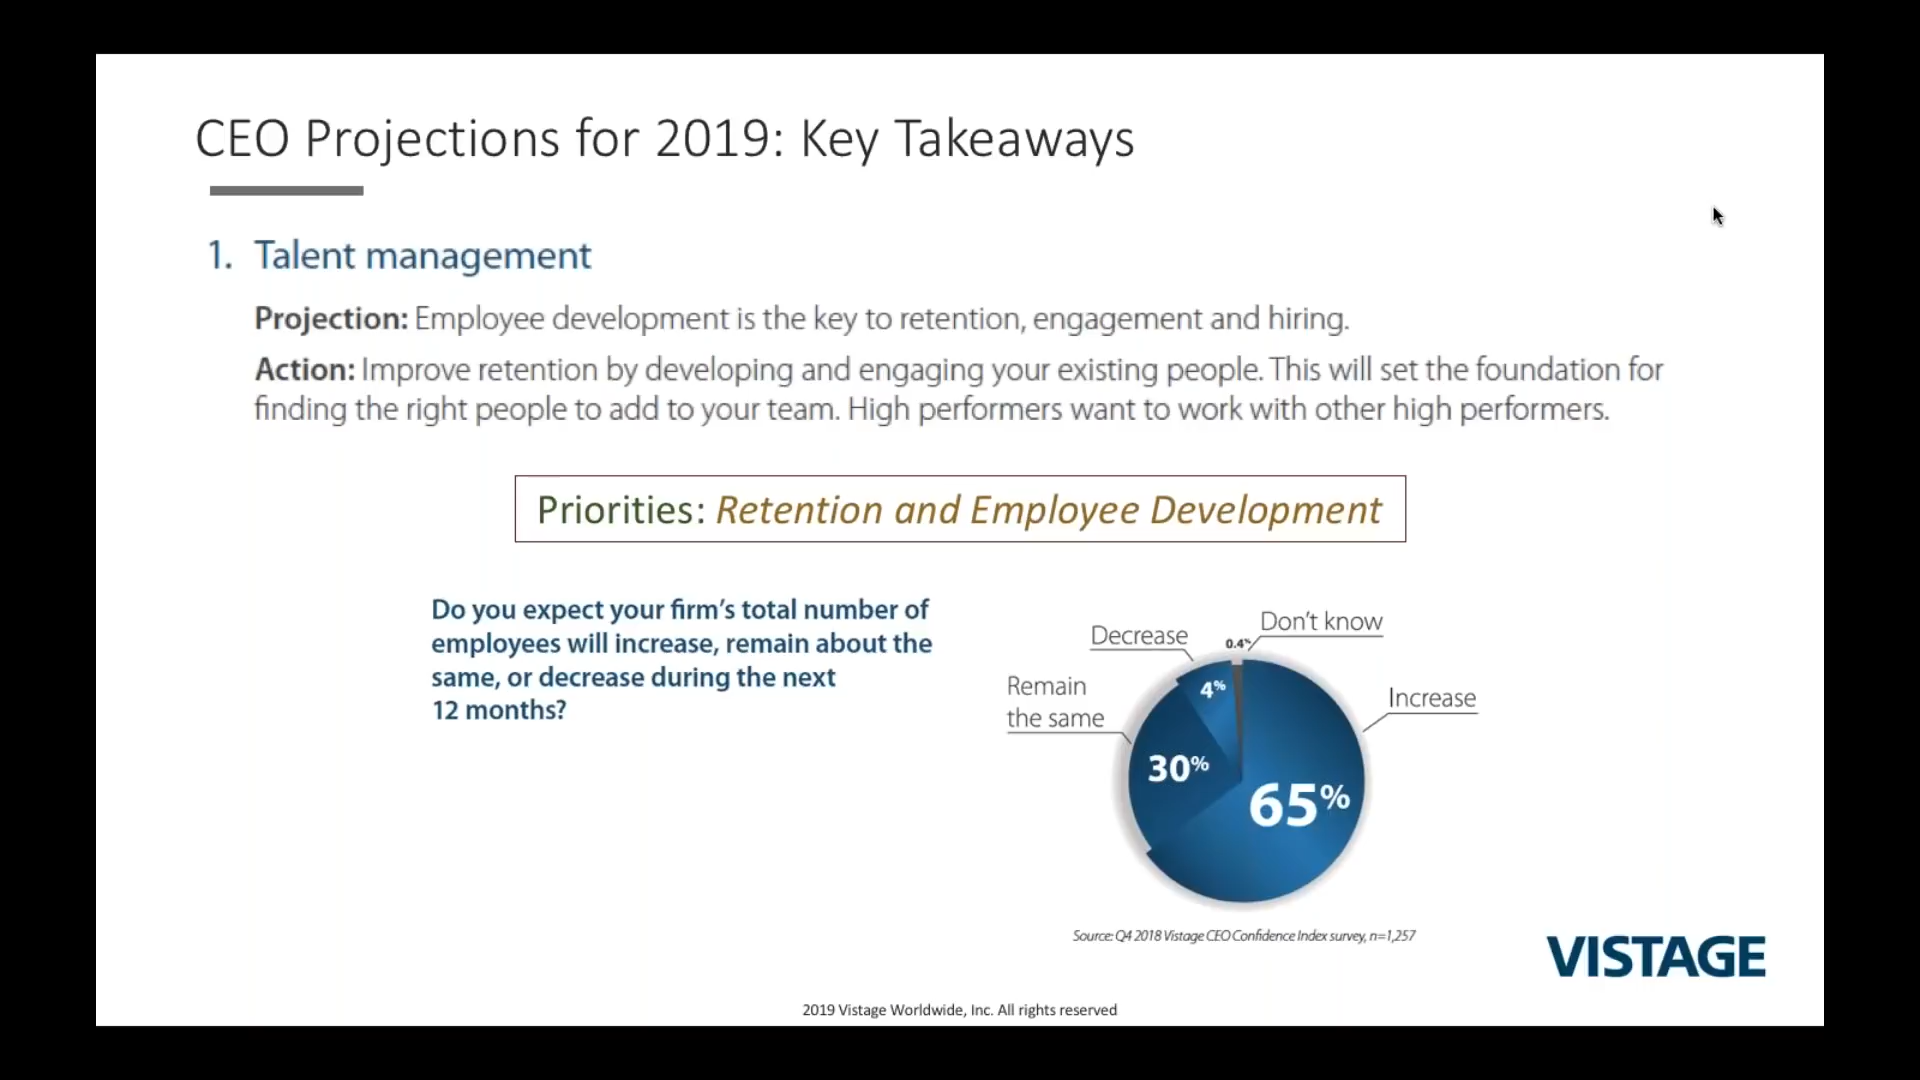 CEO Projections for 2019: Key Takeaways
1. Talent management
Projection: Employee development is the key to retention, engagement and hiring.
Action: Improve retention by developing and engaging your existing people. This will set the foundation for
finding the right people to add to your team. High performers want to work with other high performers.
Priorities: Retention and Employee Development
Do you expect your firm's total number of
employees will increase, remain about the
same, or decrease during the next
12 months?
Don't know
Decrease
0.4%
Remain
the same
4%
Increase
30%
65%
Source: Q4 2018 Vistage CEO Confidence Index survey, n=1,257
VISTAGE
2019 Vistage Worldwide, Inc. All rights reserved